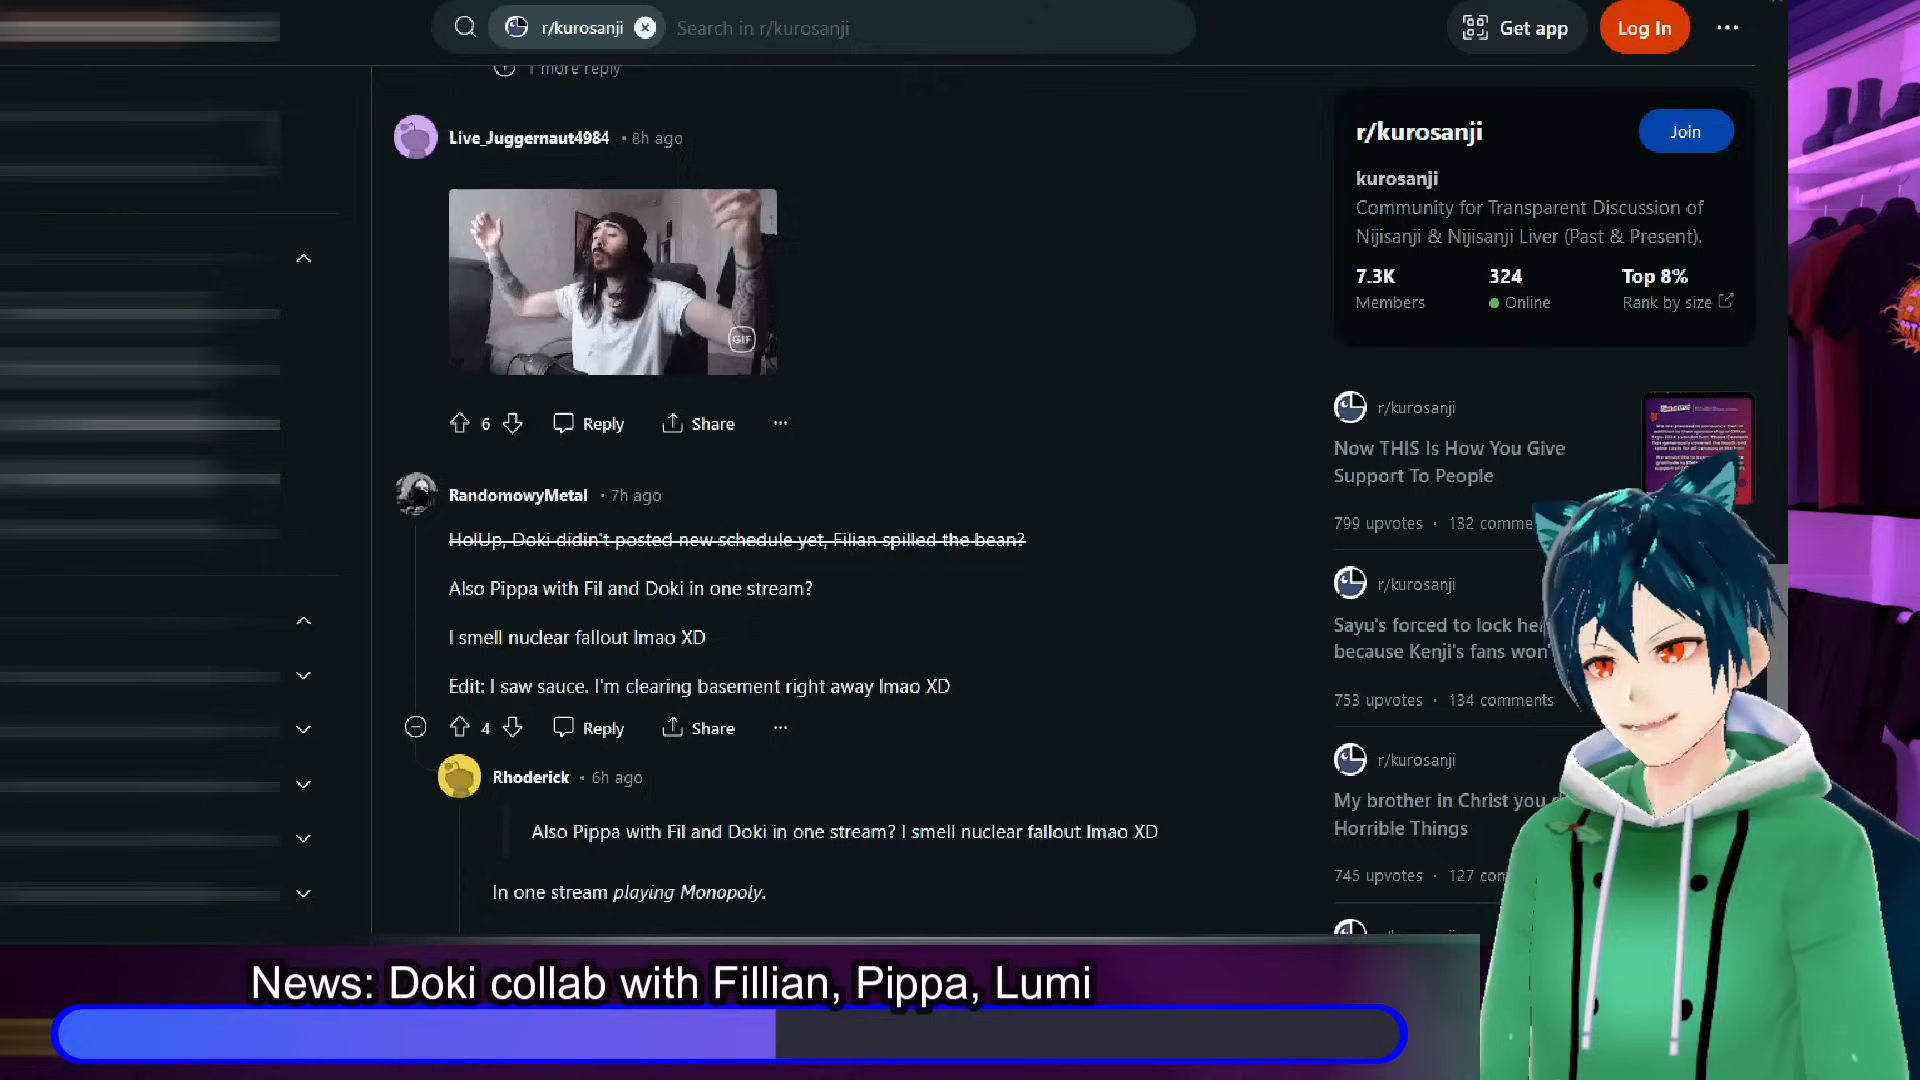 r/kurosanji
Search in r/kurosanji
Get app
Log In
1 more reply
Live_Juggernaut4984 • 8h ago
GIF
6
Reply
Share
RandomowyMetal • 7h ago
HolUp, Doki didin't posted new schedule yet, Filian spilled the bean?
Also Pippa with Fil and Doki in one stream?
I smell nuclear fallout lmao XD
Edit: I saw sauce. I'm clearing basement right away lmao XD
4
Reply
Share
Rhoderick • 6h ago
Also Pippa with Fil and Doki in one stream? I smell nuclear fallout lmao XD
In one stream playing Monopoly.
r/kurosanji
Join
kurosanji
Community for Transparent Discussion of
Nijisanji & Nijisanji Liver (Past & Present).
7.3K
324
Top 8%
Members
Online
Rank by size
r/kurosanji
Now THIS Is How You Give
Support To People
799 upvotes • 132 comme
r/kurosanji
Sayu's forced to lock he
because Kenji's fans won'
753 upvotes • 134 comments
r/kurosanji
My brother in Christ you
Horrible Things
745 upvotes • 127 com
News: Doki collab with Fillian, Pippa, Lumi